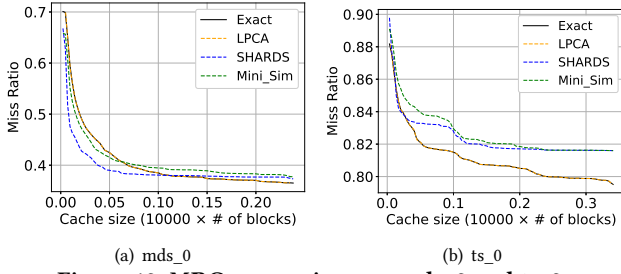 0.7
0.6
0.5
0.4
Miss Ratio
Exact
LPCA
SHARDS
Mini_Sim
0.00 0.05 0.10 0.15 0.20
Cache size (10000 × # of blocks)
(a) mds_0
0.90
0.88
0.86
0.84
0.82
0.80
Miss Ratio
Exact
LPCA
SHARDS
Mini_Sim
0.0 0.1 0.2 0.3
Cache size (10000 × # of blocks)
(b) ts_0